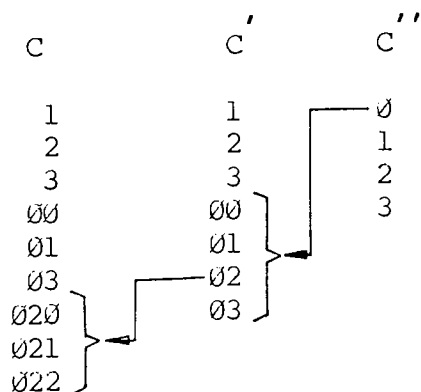 C C' C''
1 1 Ø
2 2 1
3 3 2
ØØ ØØ 3
Ø1 Ø1
Ø3 Ø2
Ø2Ø Ø3
Ø21
Ø22